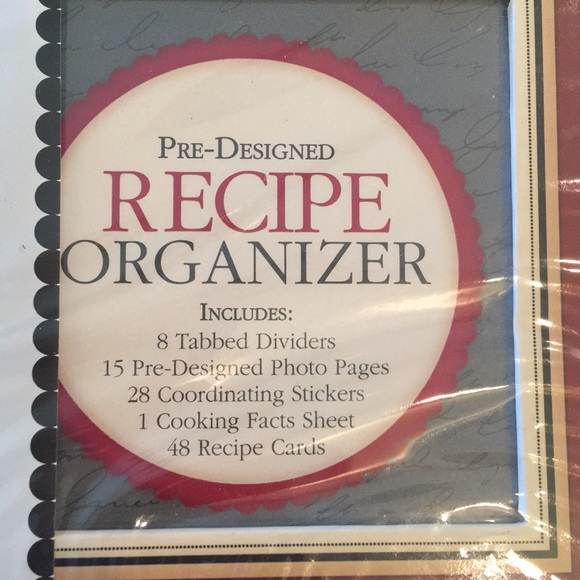 PRE-DESIGNED
RECIPE
ORGANIZER
INCLUDES:
8 Tabbed Dividers
15 Pre-Designed Photo Pages
28 Coordinating Stickers
1 Cooking Facts Sheet
48 Recipe Cards